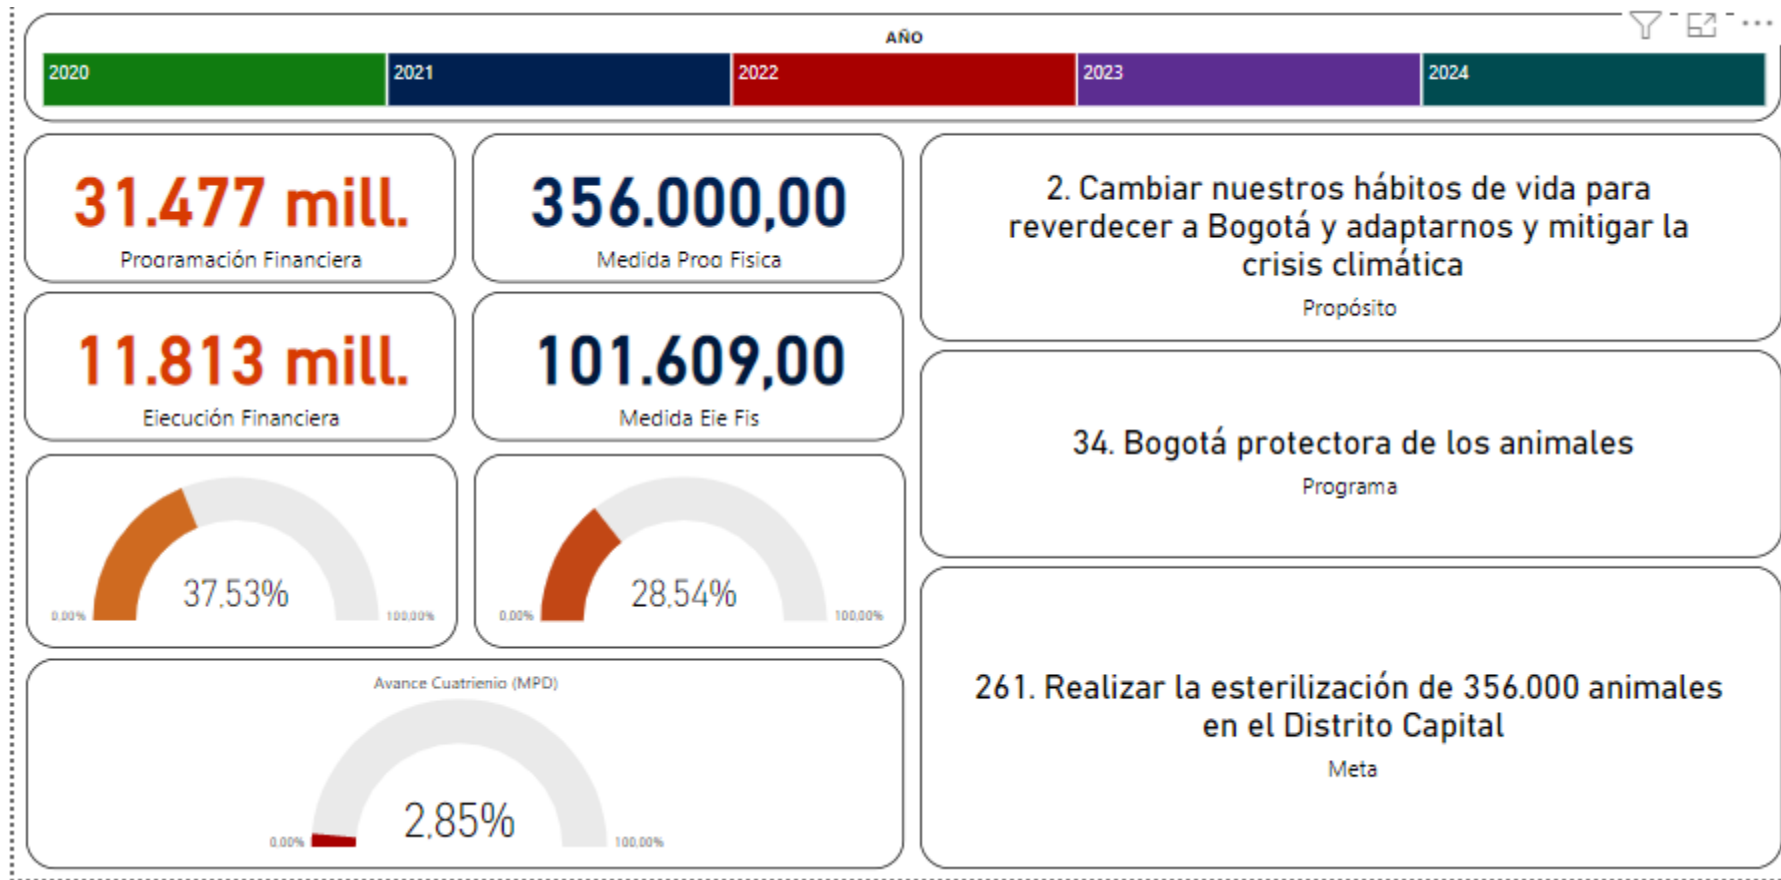 AÑO
2020
2021
2022
2023
2024
31.477 mill.
Programación Financiera
356.000,00
Medida Prog Fisica
2. Cambiar nuestros hábitos de vida para
reverdecer a Bogotá y adaptarnos y mitigar la
crisis climática
Propósito
11.813 mill.
Ejecución Financiera
101.609,00
Medida Eje Fis
34. Bogotá protectora de los animales
Programa
37,53%
0,00%
100,00%
28,54%
0,00%
100,00%
261. Realizar la esterilización de 356.000 animales
en el Distrito Capital
Meta
Avance Cuatrienio (MPD)
2,85%
0,00%
100,00%